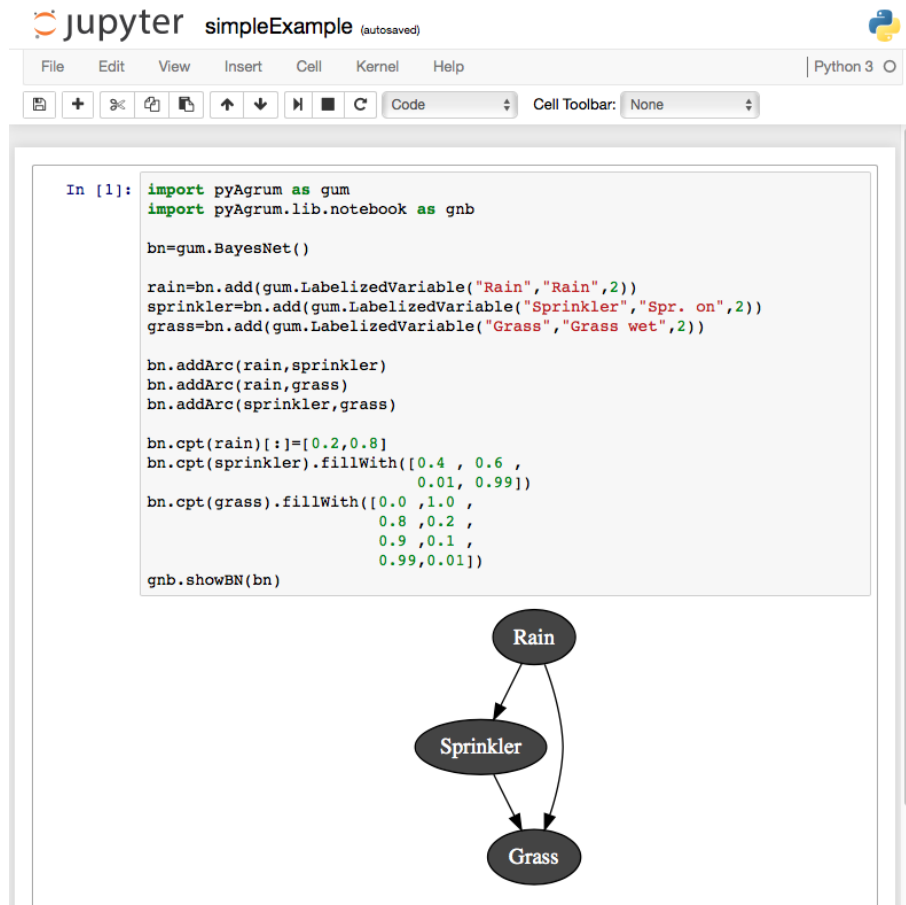 jupyter simpleExample (autosaved)
File Edit View Insert Cell Kernel Help Python 3
Code Cell Toolbar: None
In [1]: import pyAgrum as gum
import pyAgrum.lib.notebook as gnb
bn=gum.BayesNet()
rain=bn.add(gum.LabelizedVariable("Rain","Rain",2))
sprinkler=bn.add(gum.LabelizedVariable("Sprinkler","Spr. on",2))
grass=bn.add(gum.LabelizedVariable("Grass","Grass wet",2))
bn.addArc(rain,sprinkler)
bn.addArc(rain,grass)
bn.addArc(sprinkler,grass)
bn.cpt(rain)[:]=[0.2,0.8]
bn.cpt(sprinkler).fillWith([0.4 , 0.6 ,
0.01, 0.99])
bn.cpt(grass).fillWith([0.0 ,1.0 ,
0.8 ,0.2 ,
0.9 ,0.1 ,
0.99,0.01])
gnb.showBN(bn)
Rain
Sprinkler
Grass